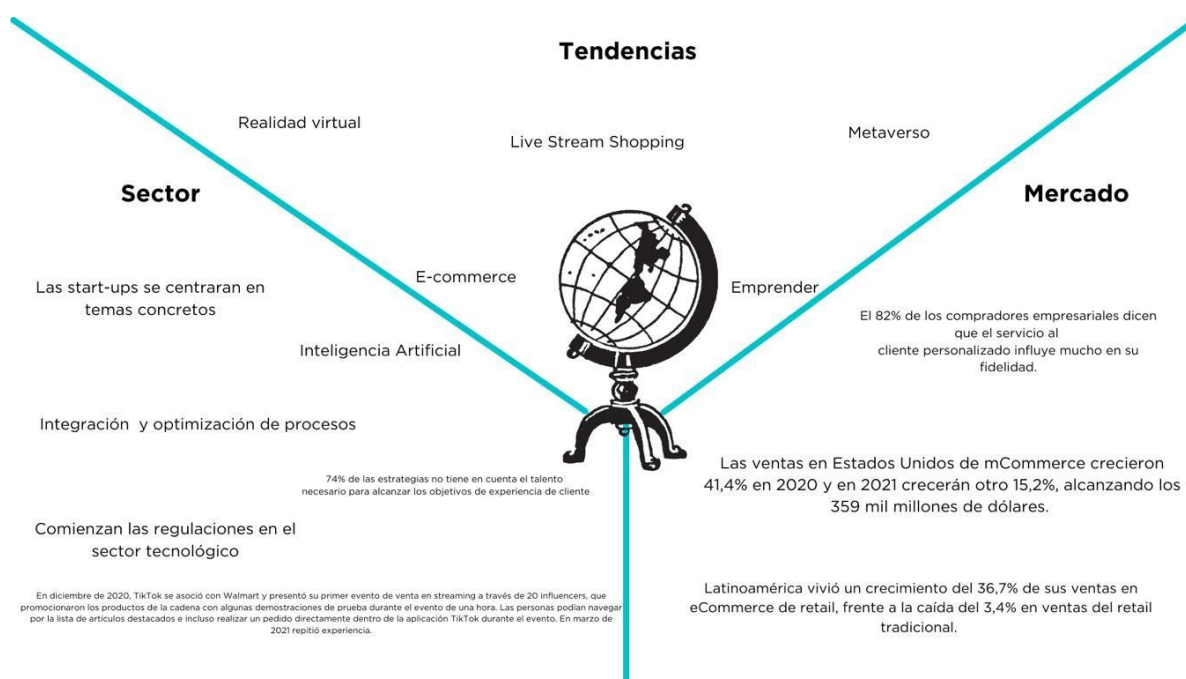 Tendencias
Realidad virtual
Live Stream Shopping
Metaverso
Sector
Mercado
E-commerce
Emprender
Las start-ups se centraran en
temas concretos
El 82% de los compradores empresariales dicen
que el servicio al
cliente personalizado influye mucho en su
fidelidad.
Inteligencia Artificial
Integración y optimización de procesos
74% de las estrategias no tiene en cuenta el talento
necesario para alcanzar los objetivos de experiencia de cliente
Las ventas en Estados Unidos de mCommerce crecieron
41,4% en 2020 y en 2021 crecerán otro 15,2%, alcanzando los
359 mil millones de dólares.
Comienzan las regulaciones en el
sector tecnológico
En diciembre de 2020, TikTok se asoció con Walmart y presentó su primer evento de venta en streaming a través de 20 influencers, que
promocionaron los productos de la cadena con algunas demostraciones de prueba durante el evento de una hora. Las personas podían navegar
por la lista de artículos destacados e incluso realizar un pedido directamente dentro de la aplicación TikTok durante el evento. En marzo de
2021 repitió experiencia.
Latinoamérica vivió un crecimiento del 36,7% de sus ventas en
eCommerce de retail, frente a la caída del 3,4% en ventas del retail
tradicional.